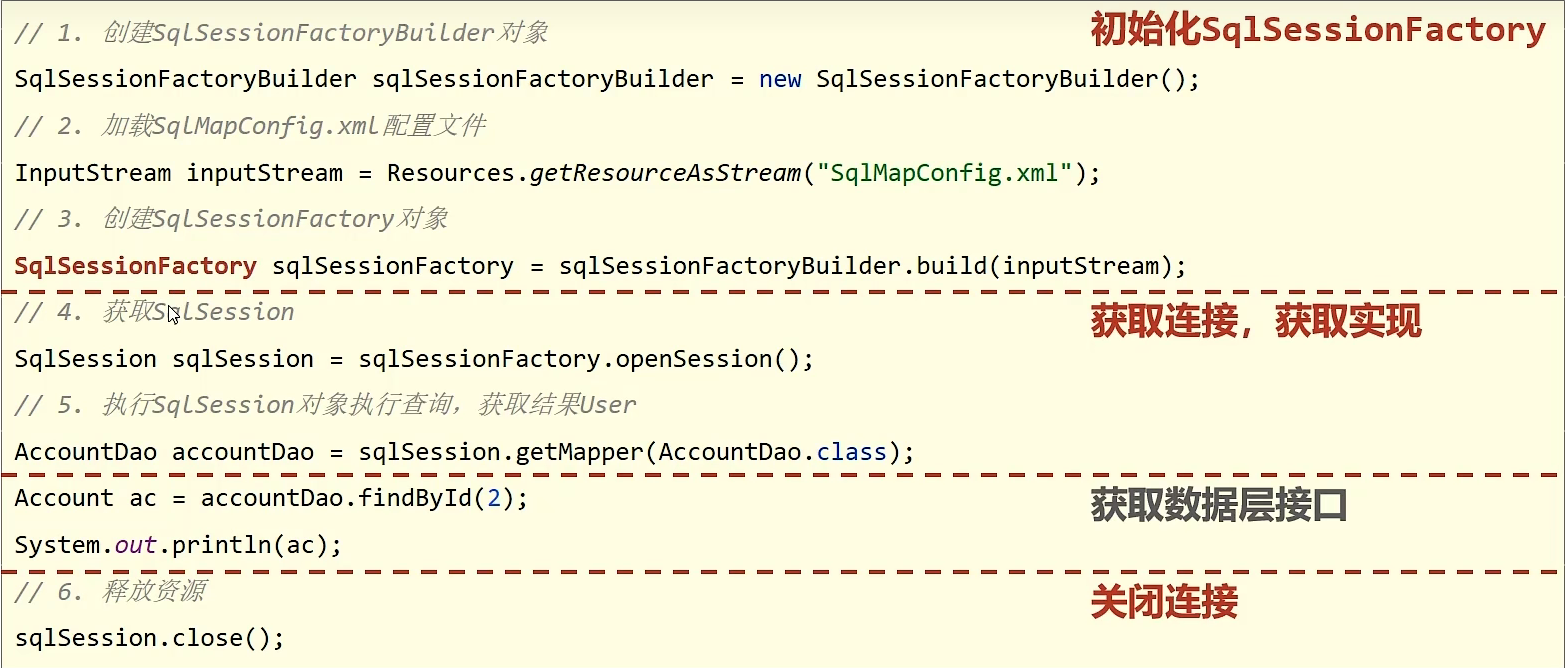 // 1. 创建SqlSessionFactoryBuilder对象
初始化SqlSessionFactory
SqlSessionFactoryBuilder sqlSessionFactoryBuilder = new SqlSessionFactoryBuilder();
// 2. 加载SqlMapConfig.xml配置文件
InputStream inputStream = Resources.getResourceAsStream("SqlMapConfig.xml");
// 3. 创建SqlSessionFactory对象
SqlSessionFactory sqlSessionFactory = sqlSessionFactoryBuilder.build(inputStream);
// 4. 获取SqlSession
获取连接，获取实现
SqlSession sqlSession = sqlSessionFactory.openSession();
// 5. 执行SqlSession对象执行查询，获取结果User
AccountDao accountDao = sqlSession.getMapper(AccountDao.class);
Account ac = accountDao.findById(2);
获取数据层接口
System.out.println(ac);
// 6. 释放资源
关闭连接
sqlSession.close();